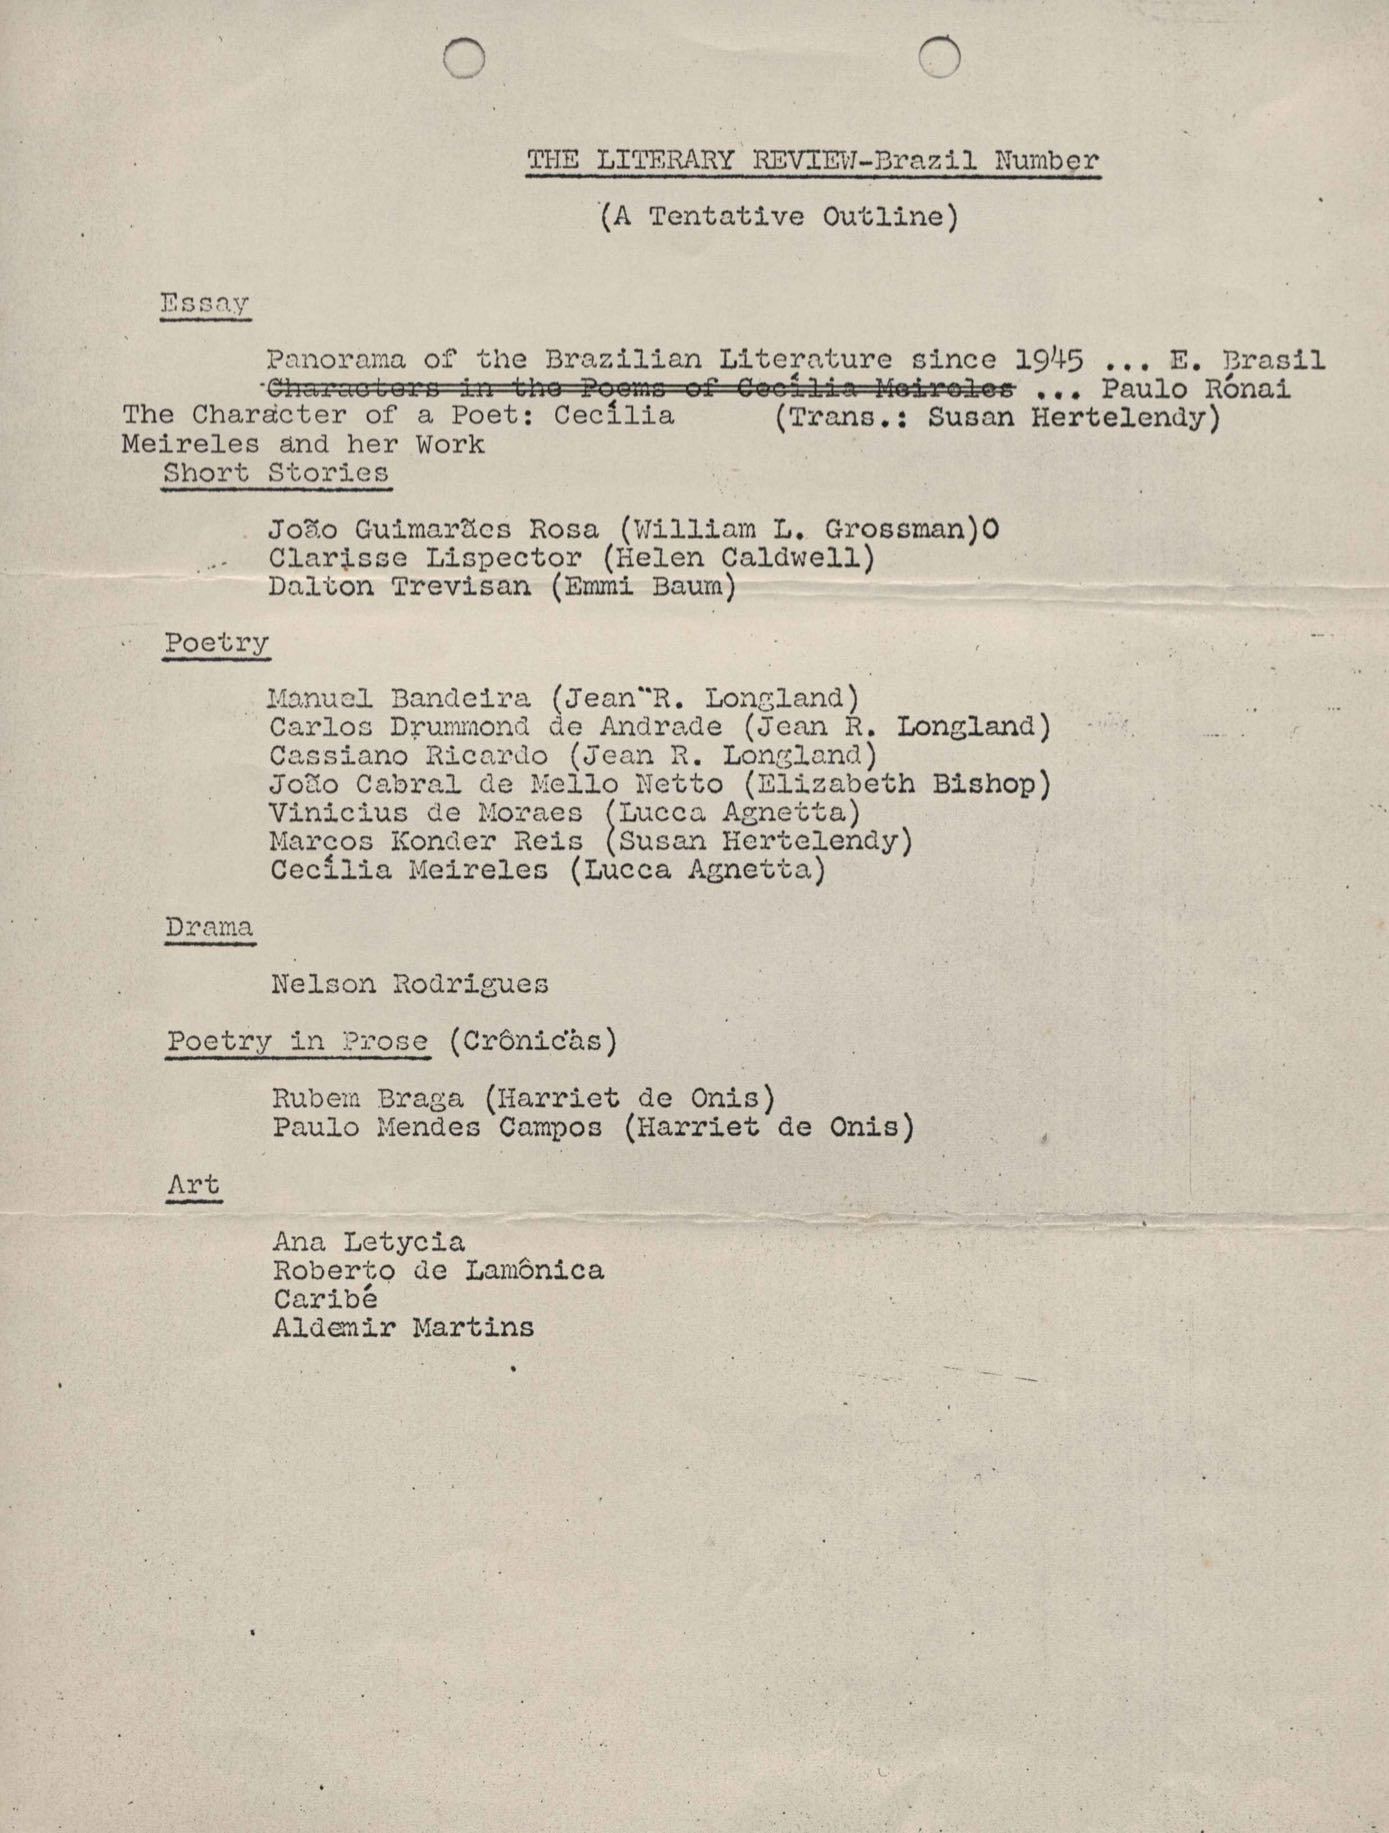 THE LITERARY REVIEW-Brazil Number
(A Tentative Outline)
Essay
Panorama of the Brazilian Literature since 1945 ... E. Brasil
Characters in the Poems of Cecília Meireles ... Paulo Rónai
The Character of a Poet: Cecília (Trans.: Susan Hertelendy)
Meireles and her Work
Short Stories
João Guimarães Rosa (William L. Grossman)O
Clarisse Lispector (Helen Caldwell)
Dalton Trevisan (Emmi Baum)
Poetry
Manuel Bandeira (Jean R. Longland)
Carlos Drummond de Andrade (Jean R. Longland)
Cassiano Ricardo (Jean R. Longland)
João Cabral de Mello Netto (Elizabeth Bishop)
Vinicius de Moraes (Lucca Agnetta)
Marcos Konder Reis (Susan Hertelendy)
Cecília Meireles (Lucca Agnetta)
Drama
Nelson Rodrigues
Poetry in Prose (Crônicas)
Rubem Braga (Harriet de Onis)
Paulo Mendes Campos (Harriet de Onis)
Art
Ana Letycia
Roberto de Lamônica
Caribé
Aldemir Martins